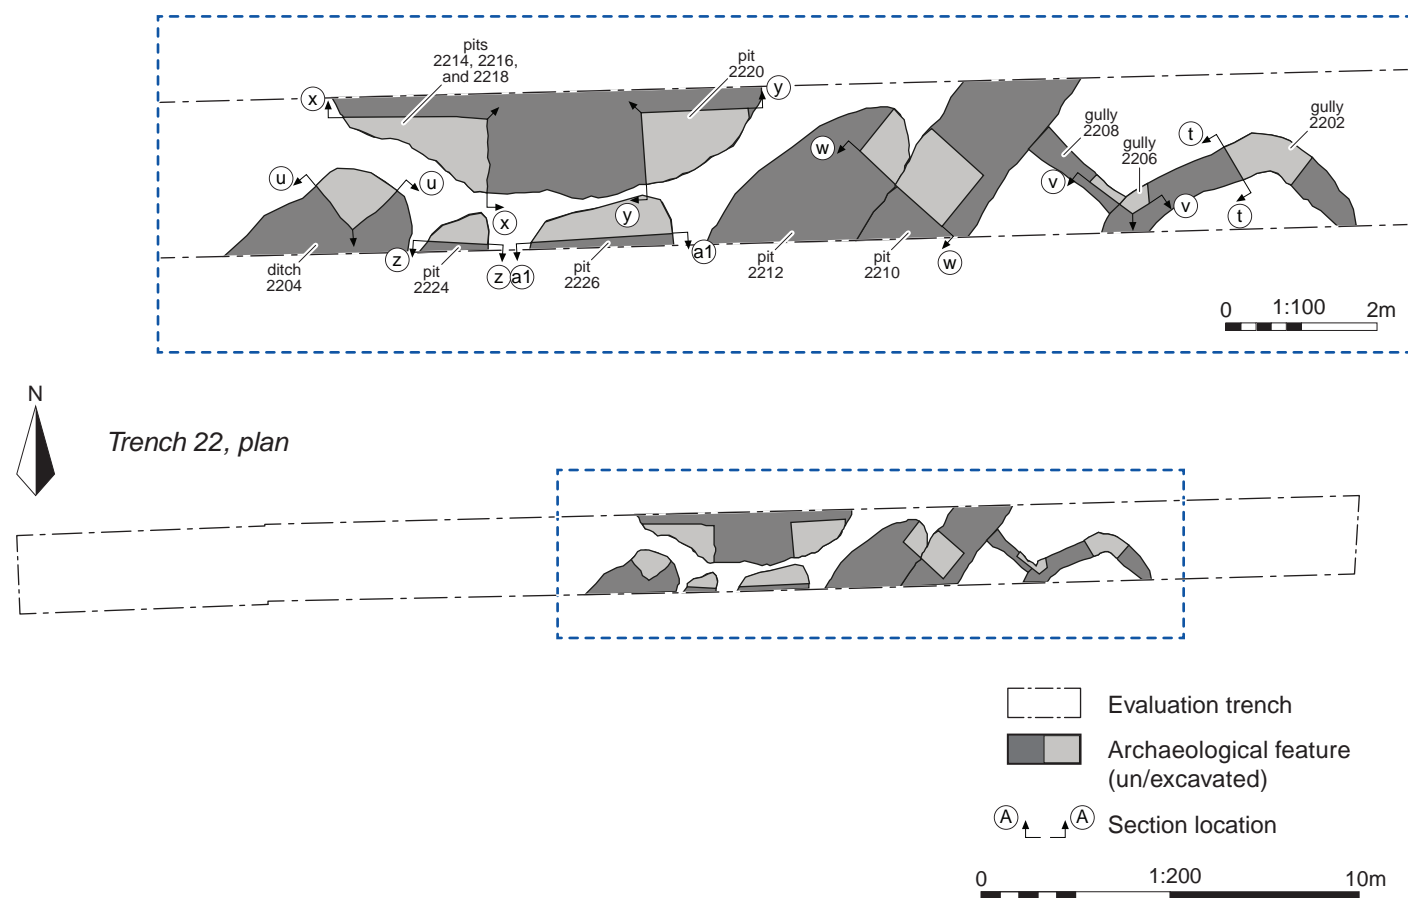 pits
2214, 2216,
and 2218
pit
2220
x
y
gully
2208
gully
2206
gully
2202
t
w
u
u
v
v
x
y
t
z
z
a1
a1
w
ditch
2204
pit
2224
pit
2226
pit
2212
pit
2210
0 1:100 2m
N
Trench 22, plan
Evaluation trench
Archaeological feature
(un/excavated)
A A Section location
0 1:200 10m